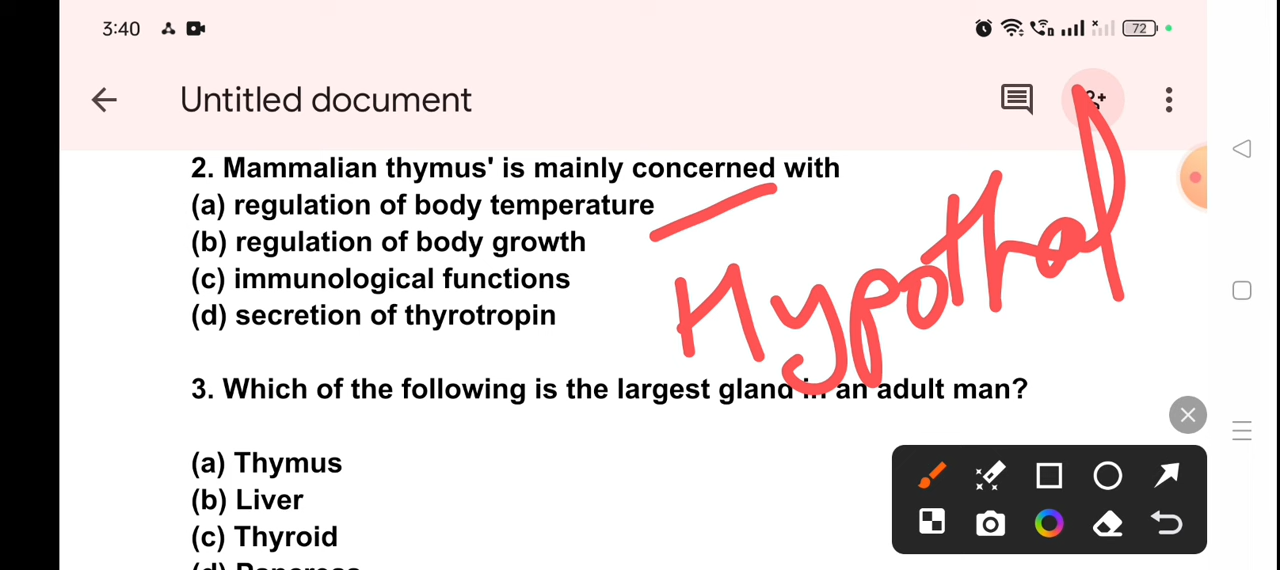 3:40 72
Untitled document
2. Mammalian thymus' is mainly concerned with
(a) regulation of body temperature
(b) regulation of body growth
(c) immunological functions
(d) secretion of thyrotropin
Hypothal
3. Which of the following is the largest gland in an adult man?
(a) Thymus
(b) Liver
(c) Thyroid
(d) Pancreas